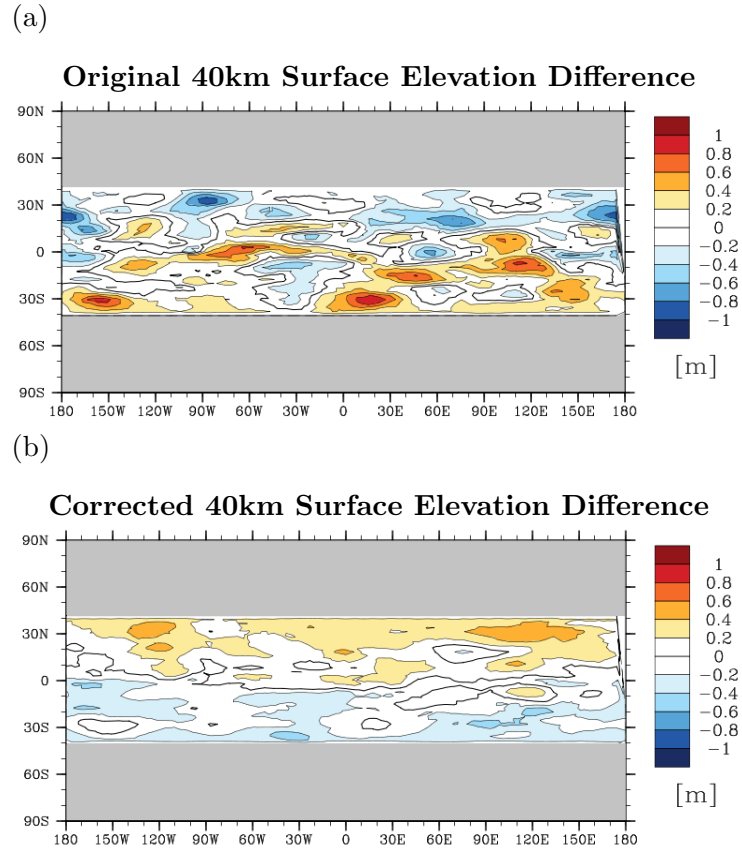 (a)
Original 40km Surface Elevation Difference
90N
60N
30N
0
30S
60S
90S
180 150W 120W 90W 60W 30W 0 30E 60E 90E 120E 150E 180
1
0.8
0.6
0.4
0.2
0
−0.2
−0.4
−0.6
−0.8
−1
[m]
(b)
Corrected 40km Surface Elevation Difference
90N
60N
30N
0
30S
60S
90S
180 150W 120W 90W 60W 30W 0 30E 60E 90E 120E 150E 180
1
0.8
0.6
0.4
0.2
0
−0.2
−0.4
−0.6
−0.8
−1
[m]